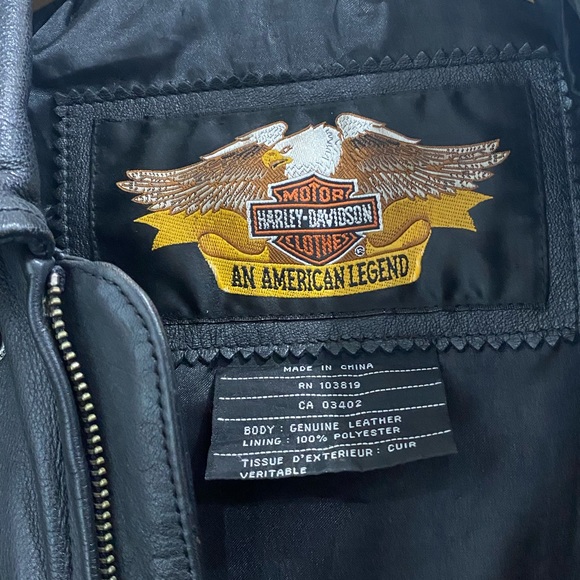 MOTOR
HARLEY-DAVIDSON
CLOTHES
®
AN AMERICAN LEGEND
MADE IN CHINA
RN 103819
CA 03402
BODY : GENUINE LEATHER
LINING : 100% POLYESTER
TISSUE D'EXTERIEUR : CUIR
VERITABLE